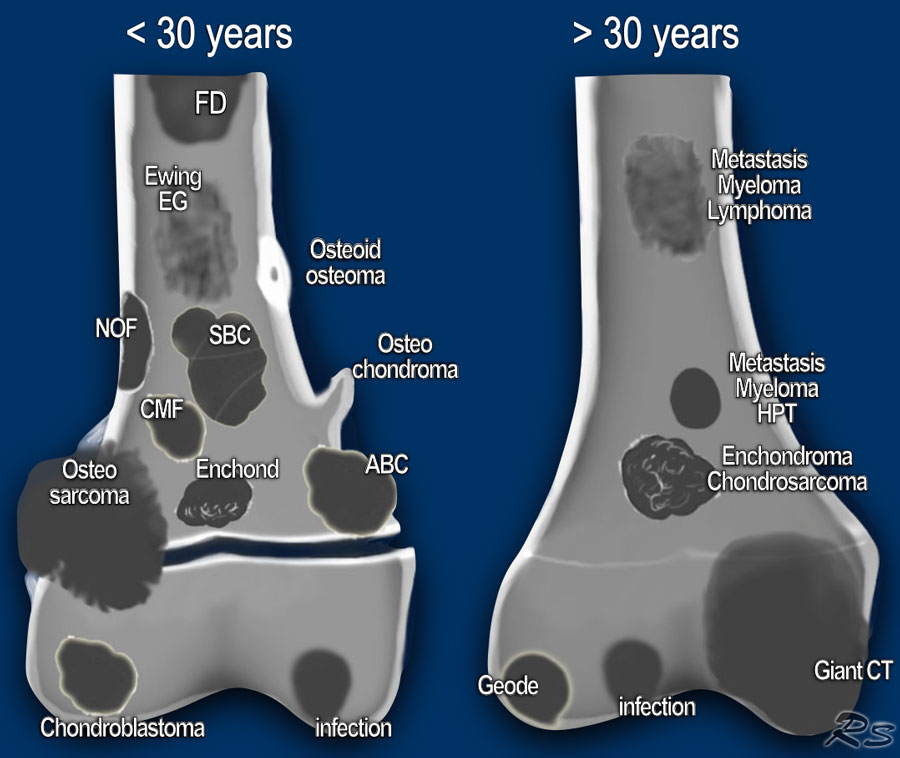 < 30 years
FD
Ewing
EG
Osteoid
osteoma
NOF
SBC
Osteo
chondroma
CMF
Osteo
sarcoma
Enchond
ABC
Chondroblastoma
infection
> 30 years
Metastasis
Myeloma
Lymphoma
Metastasis
Myeloma
HPT
Enchondroma
Chondrosarcoma
Geode
infection
Giant CT
RS